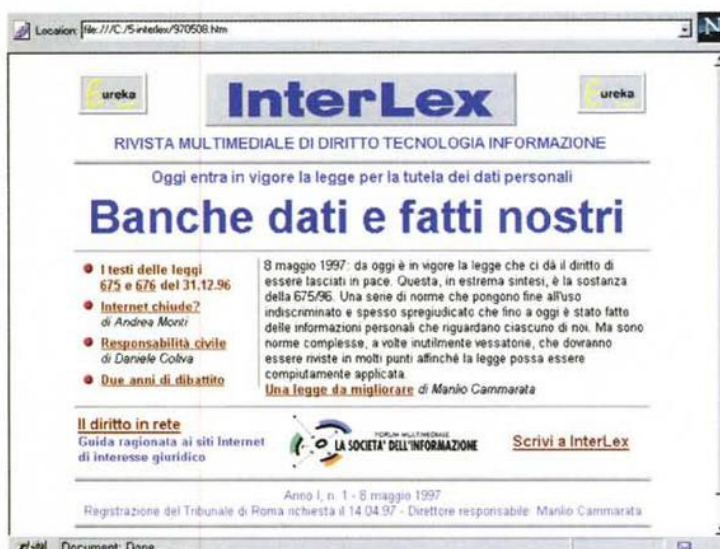 Location: file:///C:/5-interlex/970508.htm
N
Eureka
InterLex
Eureka
RIVISTA MULTIMEDIALE DI DIRITTO TECNOLOGIA INFORMAZIONE
Oggi entra in vigore la legge per la tutela dei dati personali
Banche dati e fatti nostri
I testi delle leggi
675 e 676 del 31.12.96
Internet chiude?
di Andrea Monti
Responsabilità civile
di Daniele Coliva
Due anni di dibattito
8 maggio 1997: da oggi è in vigore la legge che ci dà il diritto di
essere lasciati in pace. Questa, in estrema sintesi, è la sostanza
della 675/96. Una serie di norme che pongono fine all'uso
indiscriminato e spesso spregiudicato che fino a oggi è stato fatto
delle informazioni personali che riguardano ciascuno di noi. Ma sono
norme complesse, a volte inutilmente vessatorie, che dovranno
essere riviste in molti punti affinché la legge possa essere
compiutamente applicata.
Una legge da migliorare di Manlio Cammarata
Il diritto in rete
Guida ragionata ai siti Internet
di interesse giuridico
FORUM MULTIMEDIALE
LA SOCIETA' DELL'INFORMAZIONE
Scrivi a InterLex
Anno I, n. 1 - 8 maggio 1997
Registrazione del Tribunale di Roma richiesta il 14.04.97 - Direttore responsabile: Manlio Cammarata
Document: Done